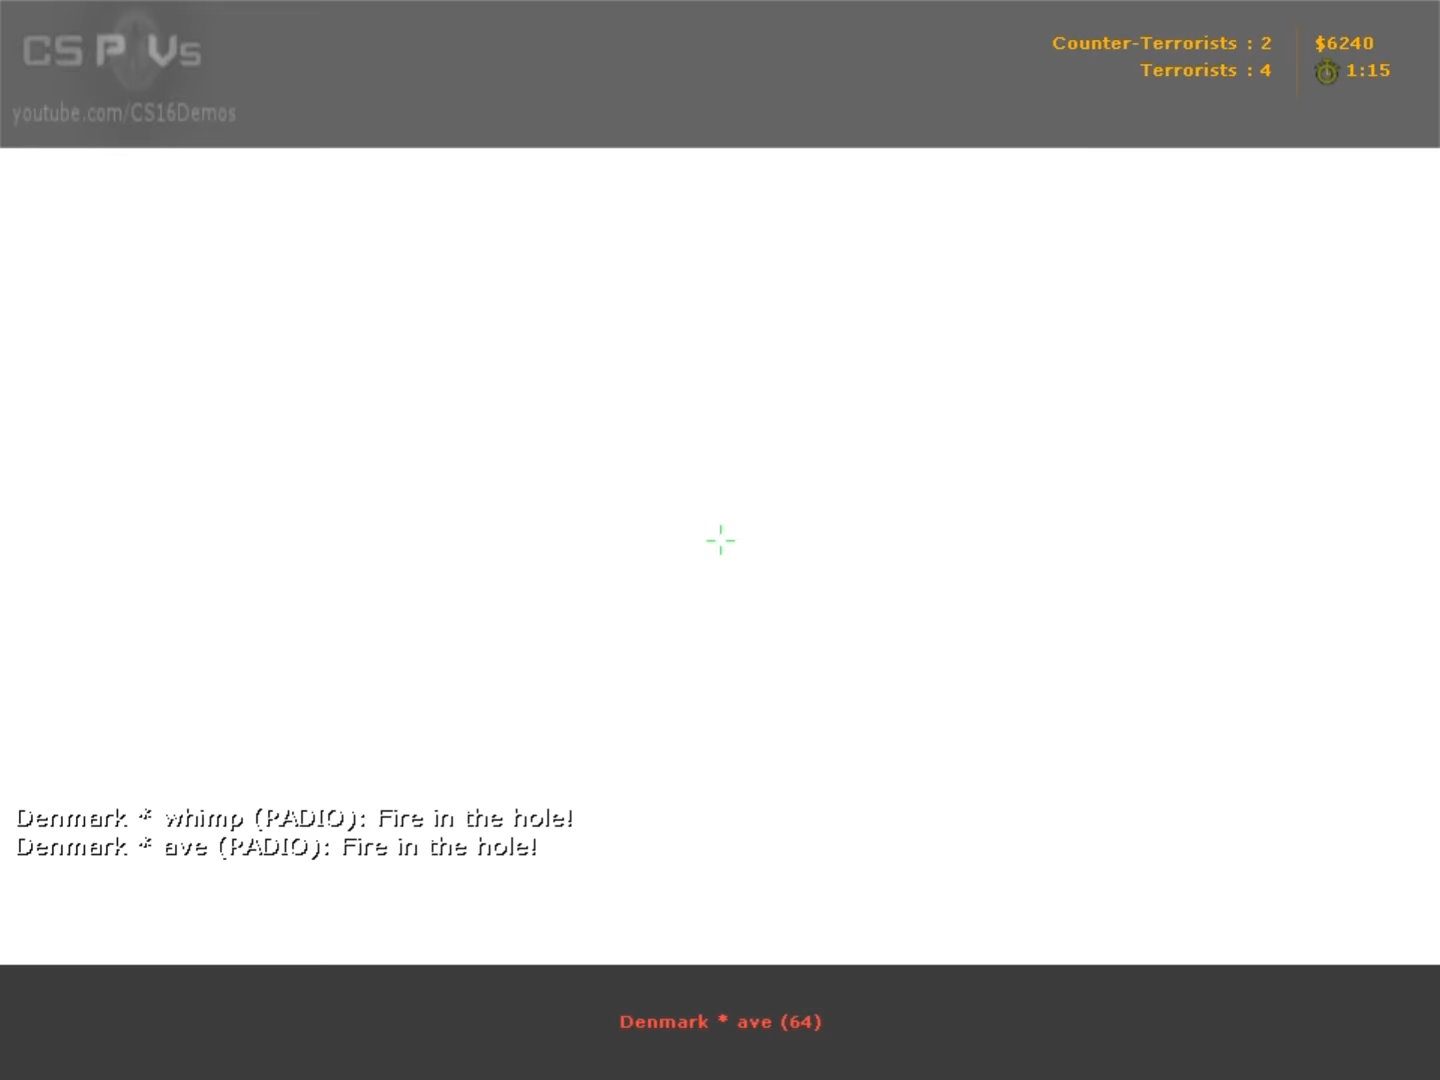 CS POVs
youtube.com/CS16Demos
Counter-Terrorists : 2
Terrorists : 4
$6240
1:15
Denmark * whimp (RADIO): Fire in the hole!
Denmark * ave (RADIO): Fire in the hole!
Denmark * ave (64)